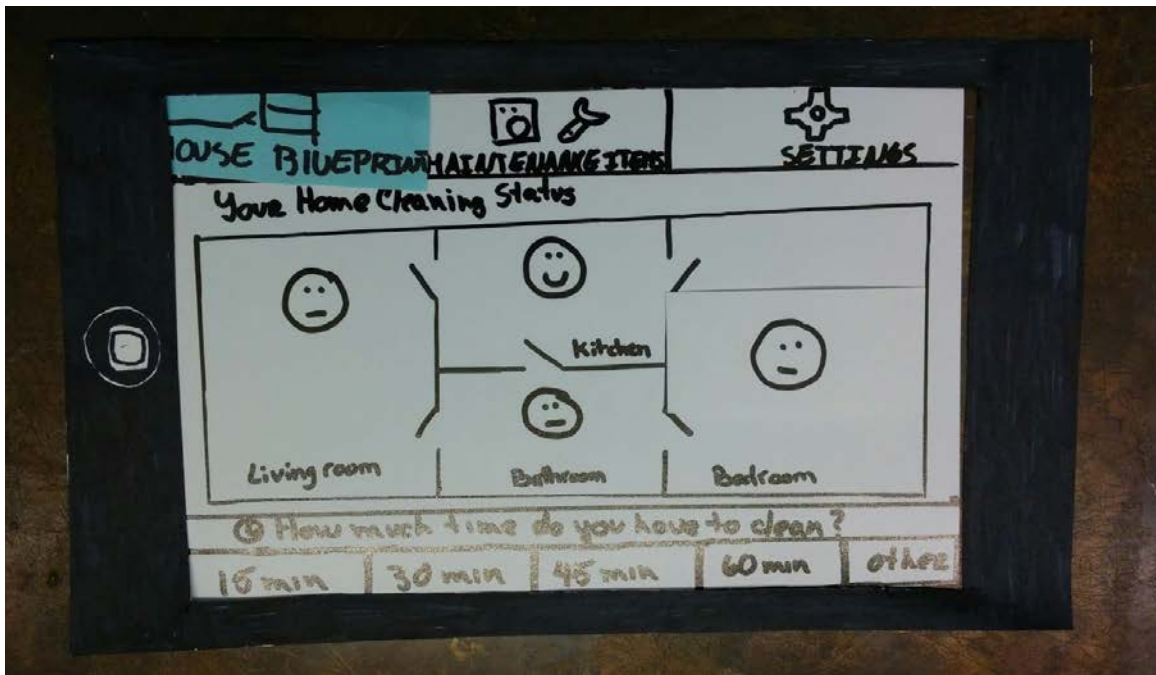 OUSE BLUEPRINT MAINTENANCE ITEMS SETTINGS
Your Home Cleaning Status
Kitchen
Living room Bathroom Bedroom
How much time do you have to clean?
15 min 30 min 45 min 60 min other